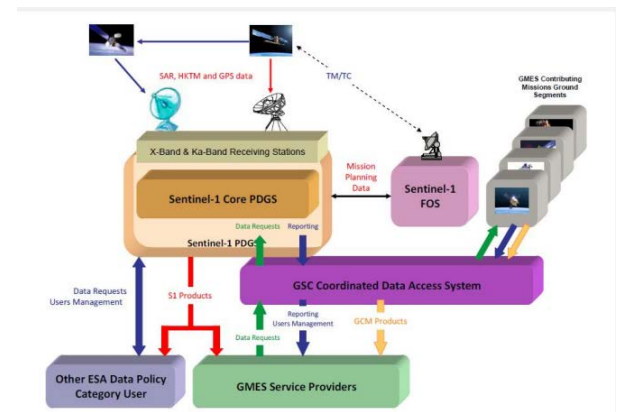 SAR, HKTM and GPS data
TM/TC
GMES Contributing
Missions Ground
Segments
X-Band & Ka-Band Receiving Stations
Sentinel-1 Core PDGS
Mission
Planning
Data
Sentinel-1
FOS
Data Requests
Reporting
Sentinel-1 PDGS
Data Requests
Users Management
S1 Products
GSC Coordinated Data Access System
Reporting
Users Management
GCM Products
Data Requests
Other ESA Data Policy
Category User
GMES Service Providers